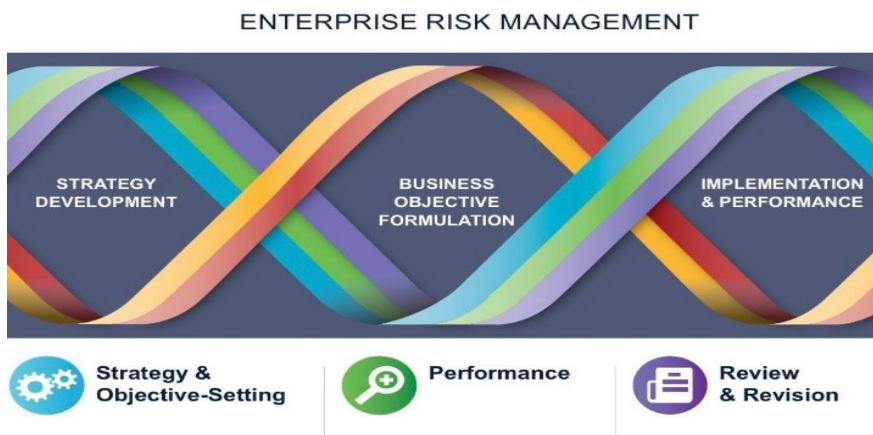 ENTERPRISE RISK MANAGEMENT
STRATEGY
DEVELOPMENT
BUSINESS
OBJECTIVE
FORMULATION
IMPLEMENTATION
& PERFORMANCE
Strategy &
Objective-Setting
Performance
Review
& Revision